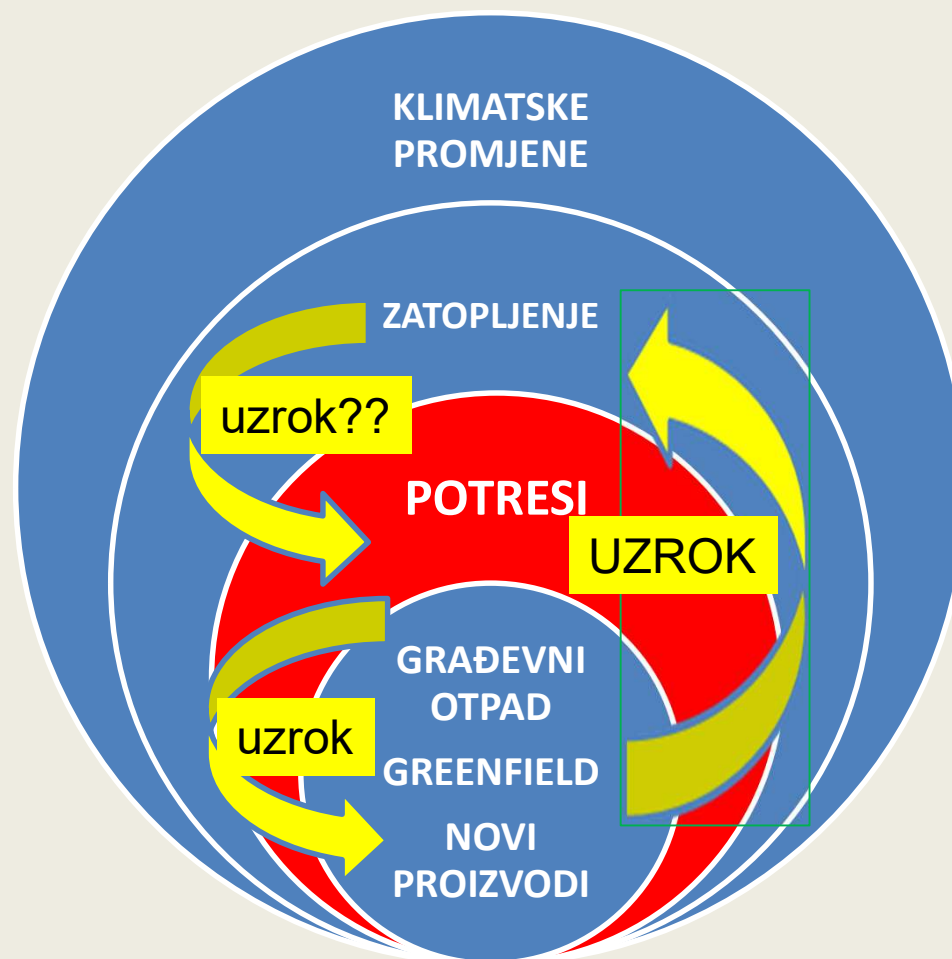 KLIMATSKE
PROMJENE
ZATOPLJENJE
uzrok??
POTRESI
UZROK
GRAĐEVNI
OTPAD
uzrok
GREENFIELD
NOVI
PROIZVODI